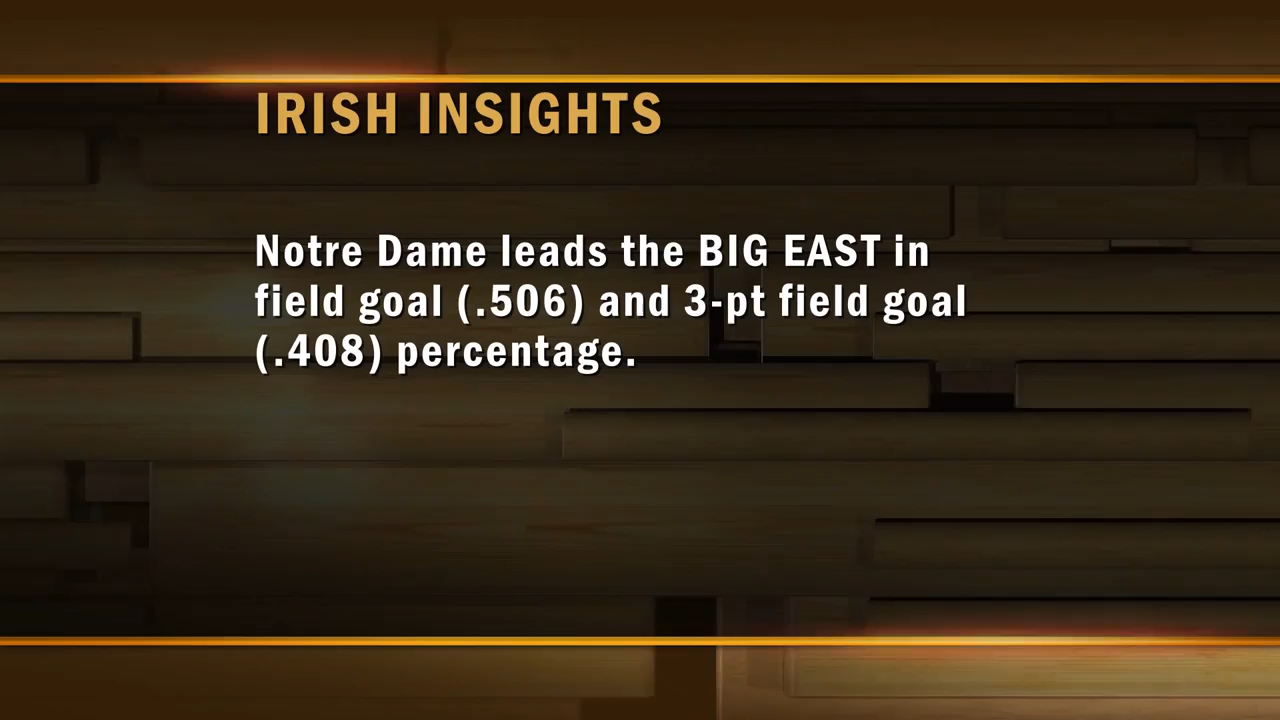 IRISH INSIGHTS
Notre Dame leads the BIG EAST in
field goal (.506) and 3-pt field goal
(.408) percentage.